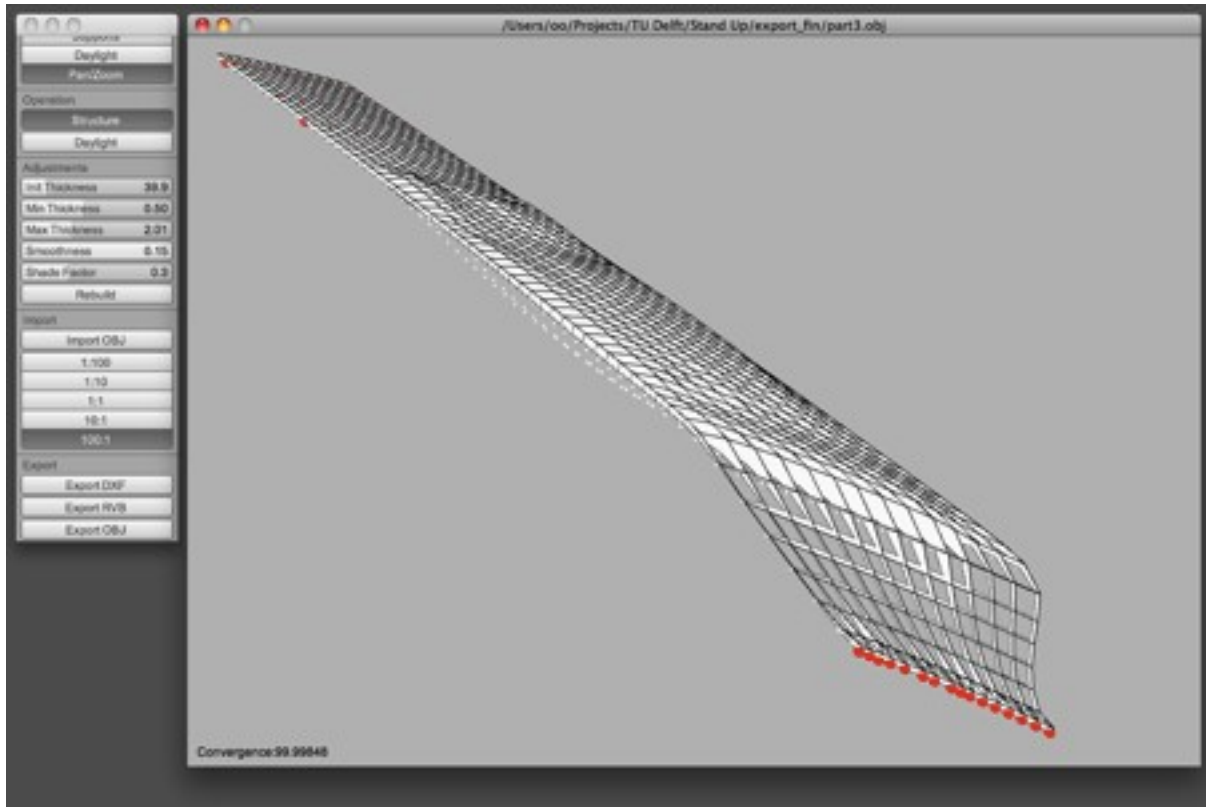 /Users/oo/Projects/TU Delft/Stand Up/export_fin/part3.obj
Supports
Daylight
Pan/Zoom
Operation
Structure
Daylight
Adjustments
Init Thickness 39.9
Min Thickness 0.50
Max Thickness 2.01
Smoothness 0.15
Shade Factor 0.3
Rebuild
Import
Import OBJ
1:100
1:10
1:1
10:1
100:1
Export
Export DXF
Export RVB
Export OBJ
Convergence:99.99848